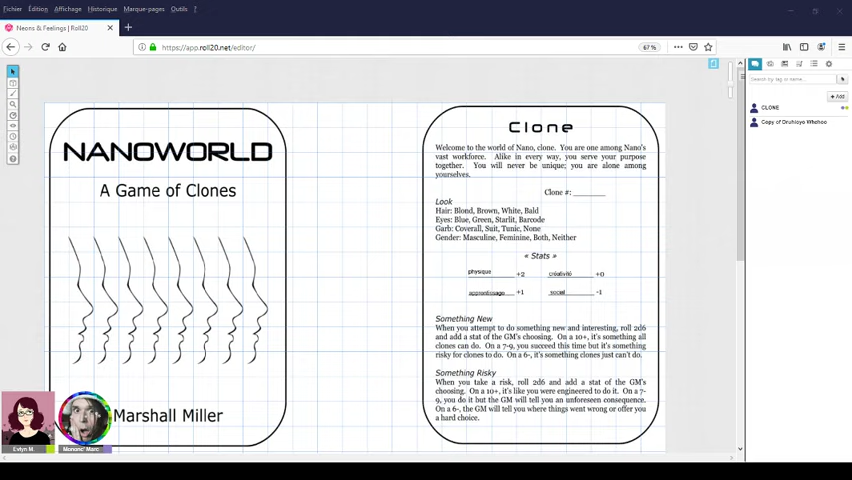 Fichier Édition Affichage Historique Marque-pages Outils ?
Neons & Feelings | Roll20
https://app.roll20.net/editor/
67 %
Search by tag or name...
+ Add
CLONE
Copy of Druhloyo Whehoo
NANOWORLD
A Game of Clones
Marshall Miller
Evlyn M.
Mononc' Marc
Clone
Welcome to the world of Nano, clone. You are one among Nano's
vast workforce. Alike in every way, you serve your purpose
together. You will never be unique; you are alone among
yourselves.
Clone #: _______
Look
Hair: Blond, Brown, White, Bald
Eyes: Blue, Green, Starlit, Barcode
Garb: Coverall, Suit, Tunic, None
Gender: Masculine, Feminine, Both, Neither
« Stats »
physique +2 créativité +0
apprentissage +1 social -1
Something New
When you attempt to do something new and interesting, roll 2d6
and add a stat of the GM's choosing. On a 10+, it's something all
clones can do. On a 7-9, you succeed this time but it's something
risky for clones to do. On a 6-, it's something clones just can't do.
Something Risky
When you take a risk, roll 2d6 and add a stat of the GM's
choosing. On a 10+, it's like you were engineered to do it. On a 7-
9, you do it but the GM will tell you an unforeseen consequence.
On a 6-, the GM will tell you where things went wrong or offer you
a hard choice.